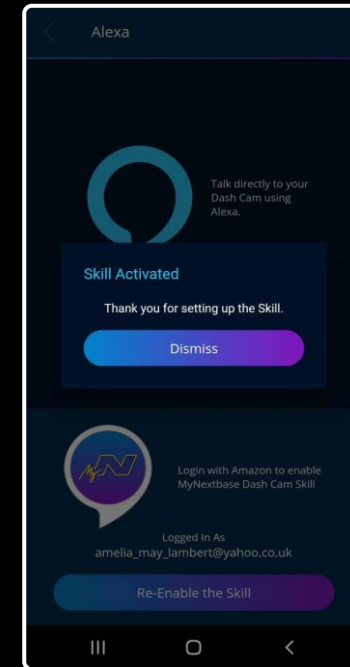 Alexa
Talk directly to your
Dash Cam using
Alexa.
Skill Activated
Thank you for setting up the Skill.
Dismiss
MyN
Login with Amazon to enable
MyNextbase Dash Cam Skill
Logged In As
amelia_may_lambert@yahoo.co.uk
Re-Enable the Skill